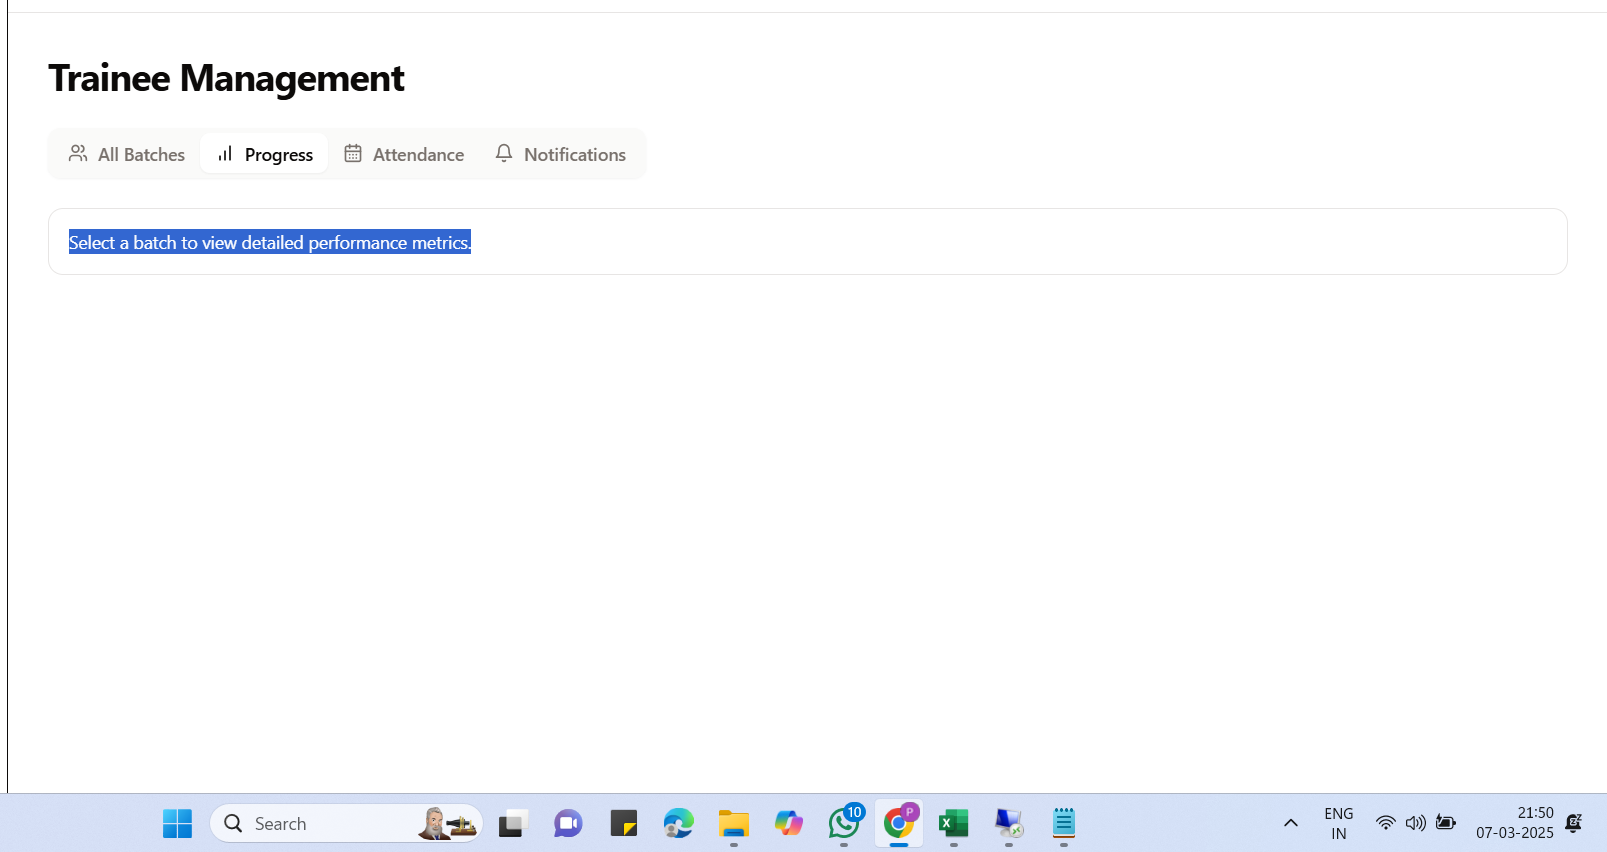 Trainee Management
All Batches
Progress
Attendance
Notifications
Select a batch to view detailed performance metrics.
Search
10
P
ENG
IN
21:50
07-03-2025